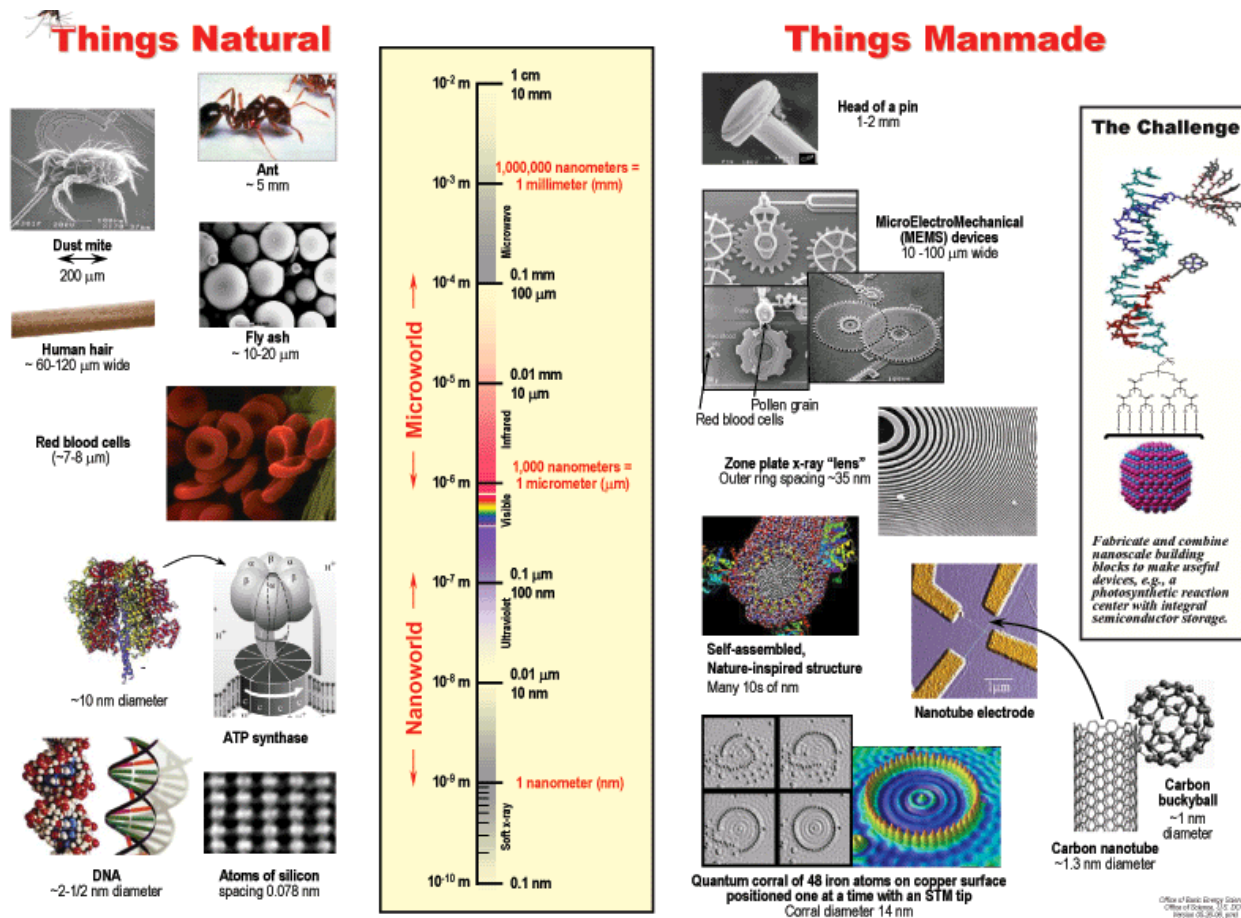 Things Natural
Ant
~ 5 mm
Dust mite
200 μm
Fly ash
~ 10-20 μm
Human hair
~ 60-120 μm wide
Red blood cells
(~7-8 μm)
H⁺
α
β
β
α
β
α
H⁺
C
C
C
~10 nm diameter
ATP synthase
DNA
~2-1/2 nm diameter
Atoms of silicon
spacing 0.078 nm
10⁻² m
1 cm
10 mm
1,000,000 nanometers =
10⁻³ m
1 millimeter (mm)
Microwave
10⁻⁴ m
0.1 mm
100 μm
Microworld
10⁻⁵ m
0.01 mm
10 μm
Infrared
1,000 nanometers =
10⁻⁶ m
1 micrometer (μm)
Visible
10⁻⁷ m
0.1 μm
100 nm
Ultraviolet
Nanoworld
10⁻⁸ m
0.01 μm
10 nm
10⁻⁹ m
1 nanometer (nm)
Soft x-ray
10⁻¹⁰ m
0.1 nm
Things Manmade
Head of a pin
1-2 mm
MicroElectroMechanical
(MEMS) devices
10 -100 μm wide
Pollen
Pollen grain
Red blood cells
Zone plate x-ray “lens”
Outer ring spacing ~35 nm
Self-assembled,
Nature-inspired structure
Many 10s of nm
1μm
Nanotube electrode
Carbon
buckyball
~1 nm
diameter
Carbon nanotube
~1.3 nm diameter
Quantum corral of 48 iron atoms on copper surface
positioned one at a time with an STM tip
Corral diameter 14 nm
The Challenge
Fabricate and combine
nanoscale building
blocks to make useful
devices, e.g., a
photosynthetic reaction
center with integral
semiconductor storage.
Office of Basic Energy
Office of Science, U.S.